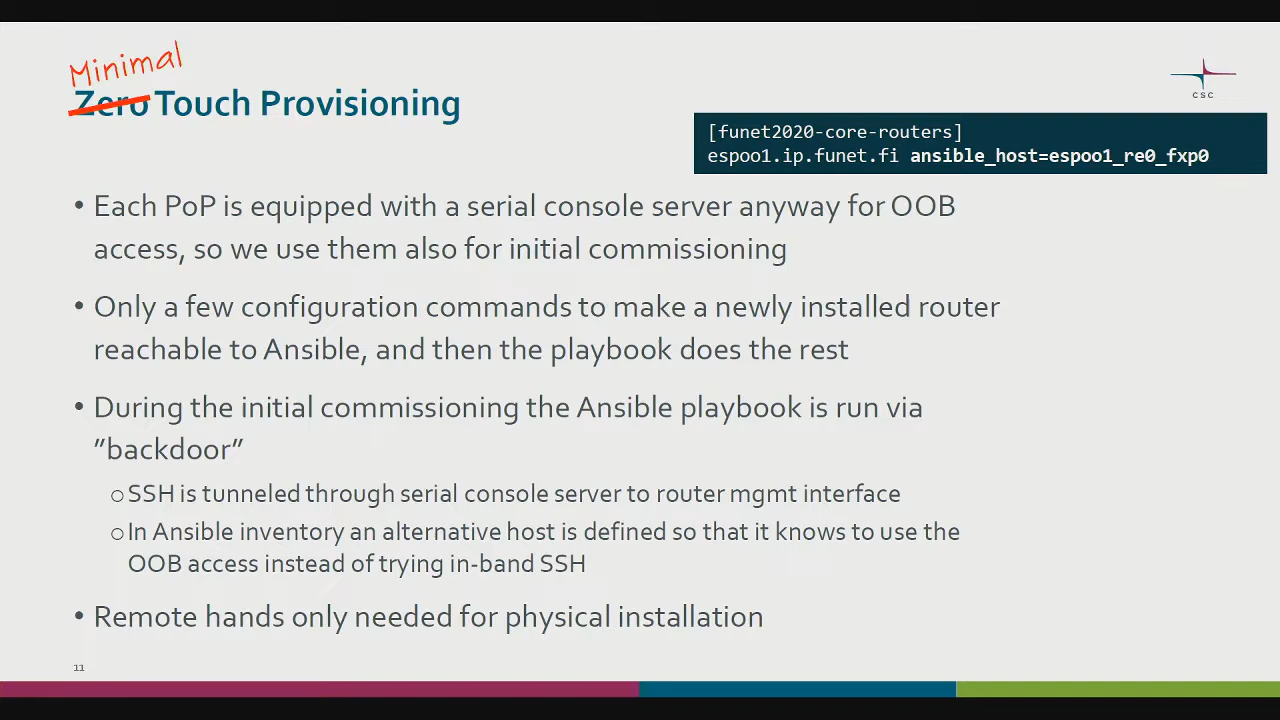 Minimal
Zero Touch Provisioning
CSC
[funet2020-core-routers]
espoo1.ip.funet.fi ansible_host=espoo1_re0_fxp0
• Each PoP is equipped with a serial console server anyway for OOB
access, so we use them also for initial commissioning
• Only a few configuration commands to make a newly installed router
reachable to Ansible, and then the playbook does the rest
• During the initial commissioning the Ansible playbook is run via
”backdoor”
○ SSH is tunneled through serial console server to router mgmt interface
○ In Ansible inventory an alternative host is defined so that it knows to use the
OOB access instead of trying in-band SSH
• Remote hands only needed for physical installation
11